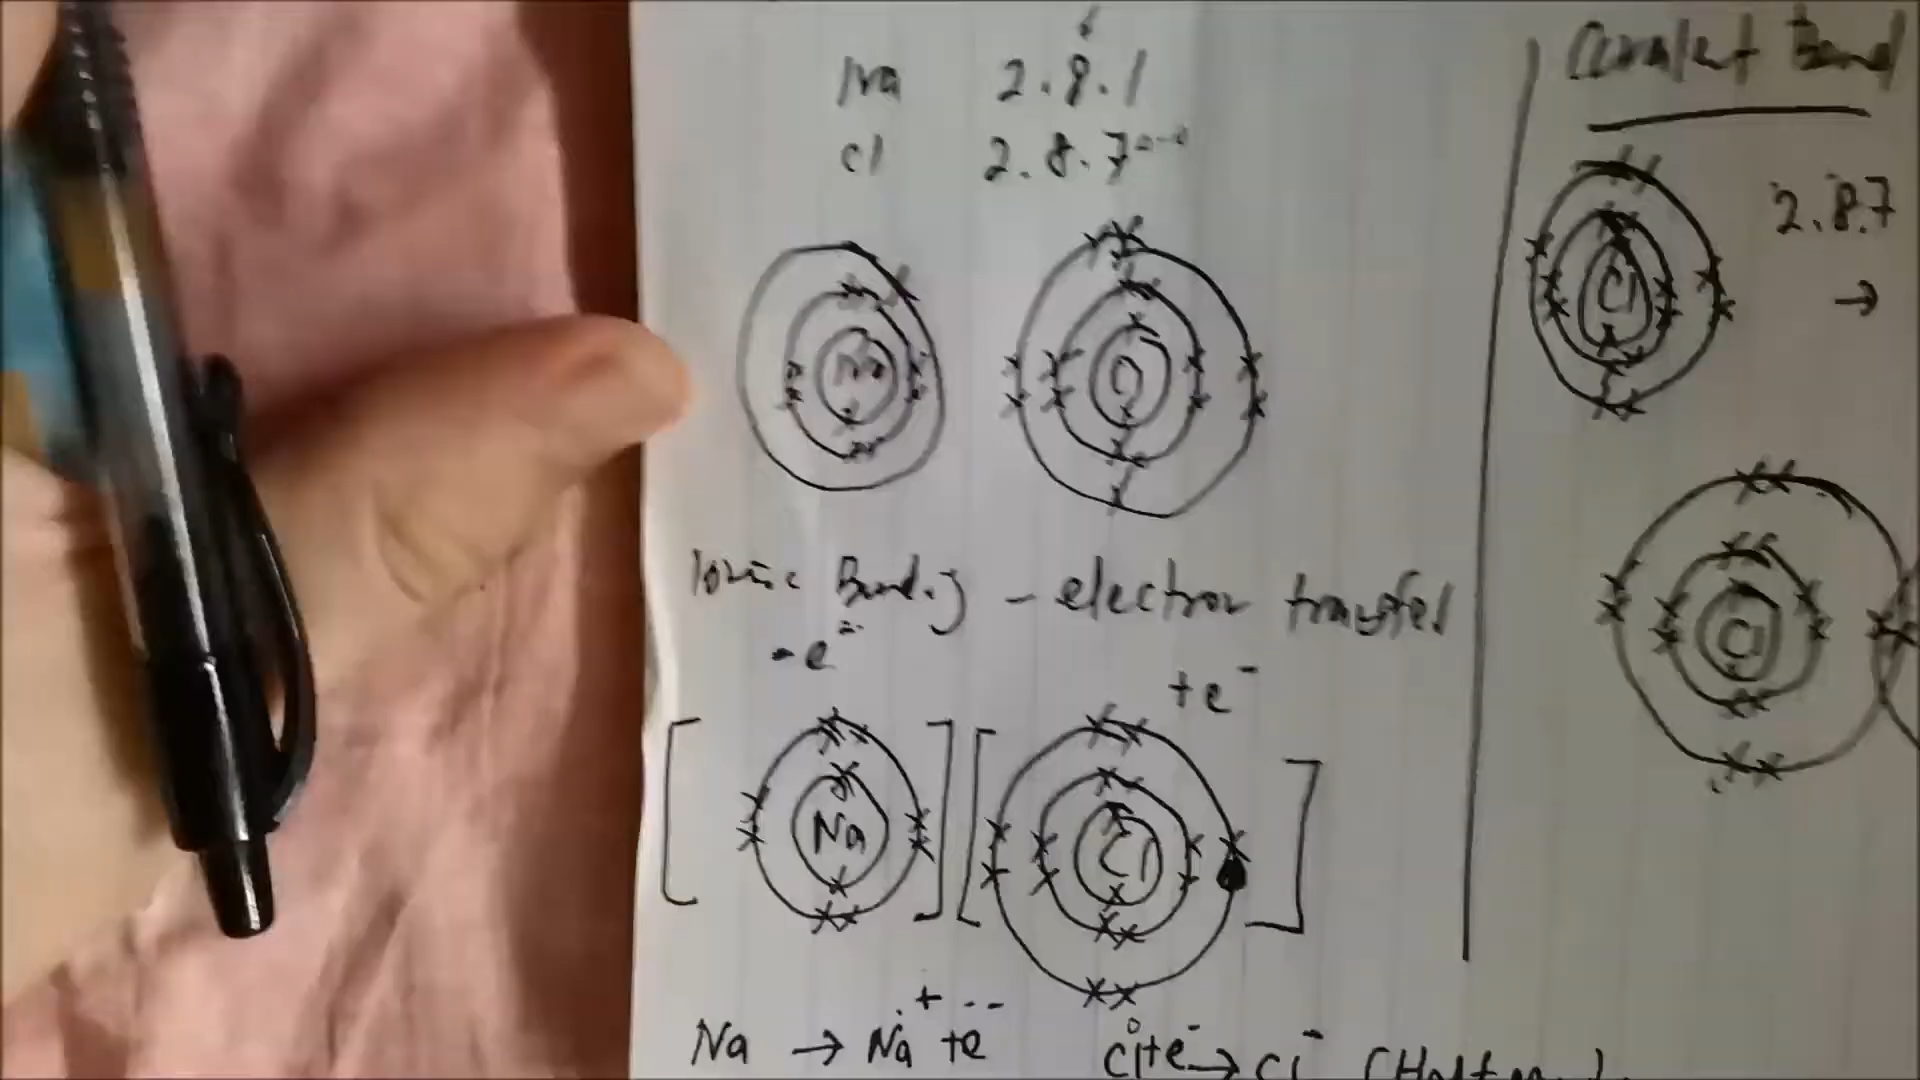 Na 2.8.1
Cl 2.8.7
Na
Cl
Ionic Bonding - electron transfer
-e⁻
+e⁻
[Na] [Cl]
Na → Na⁺ + e⁻
Cl + e⁻ → Cl⁻
Covalent Bond
Cl
2.8.7
→
Cl